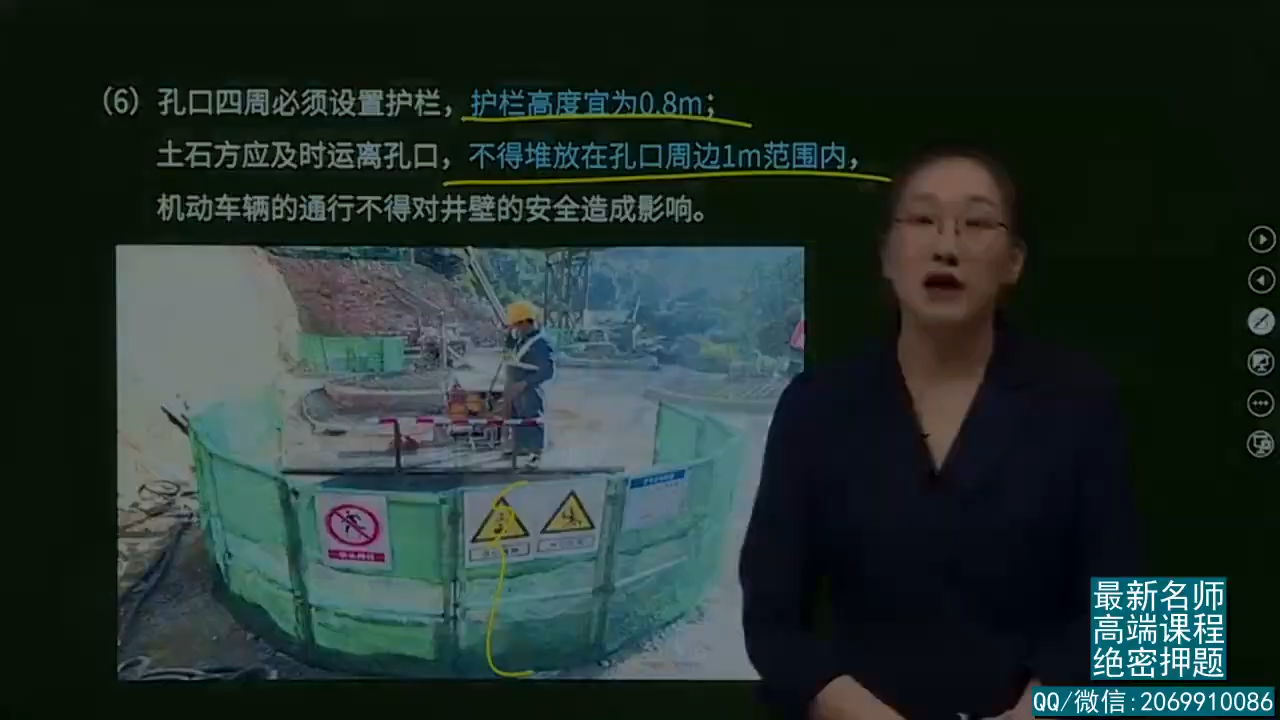 （6）孔口四周必须设置护栏，护栏高度宜为0.8m；
土石方应及时运离孔口，不得堆放在孔口周边1m范围内，
机动车辆的通行不得对井壁的安全造成影响。
最新名师
高端课程
绝密押题
QQ/微信:2069910086